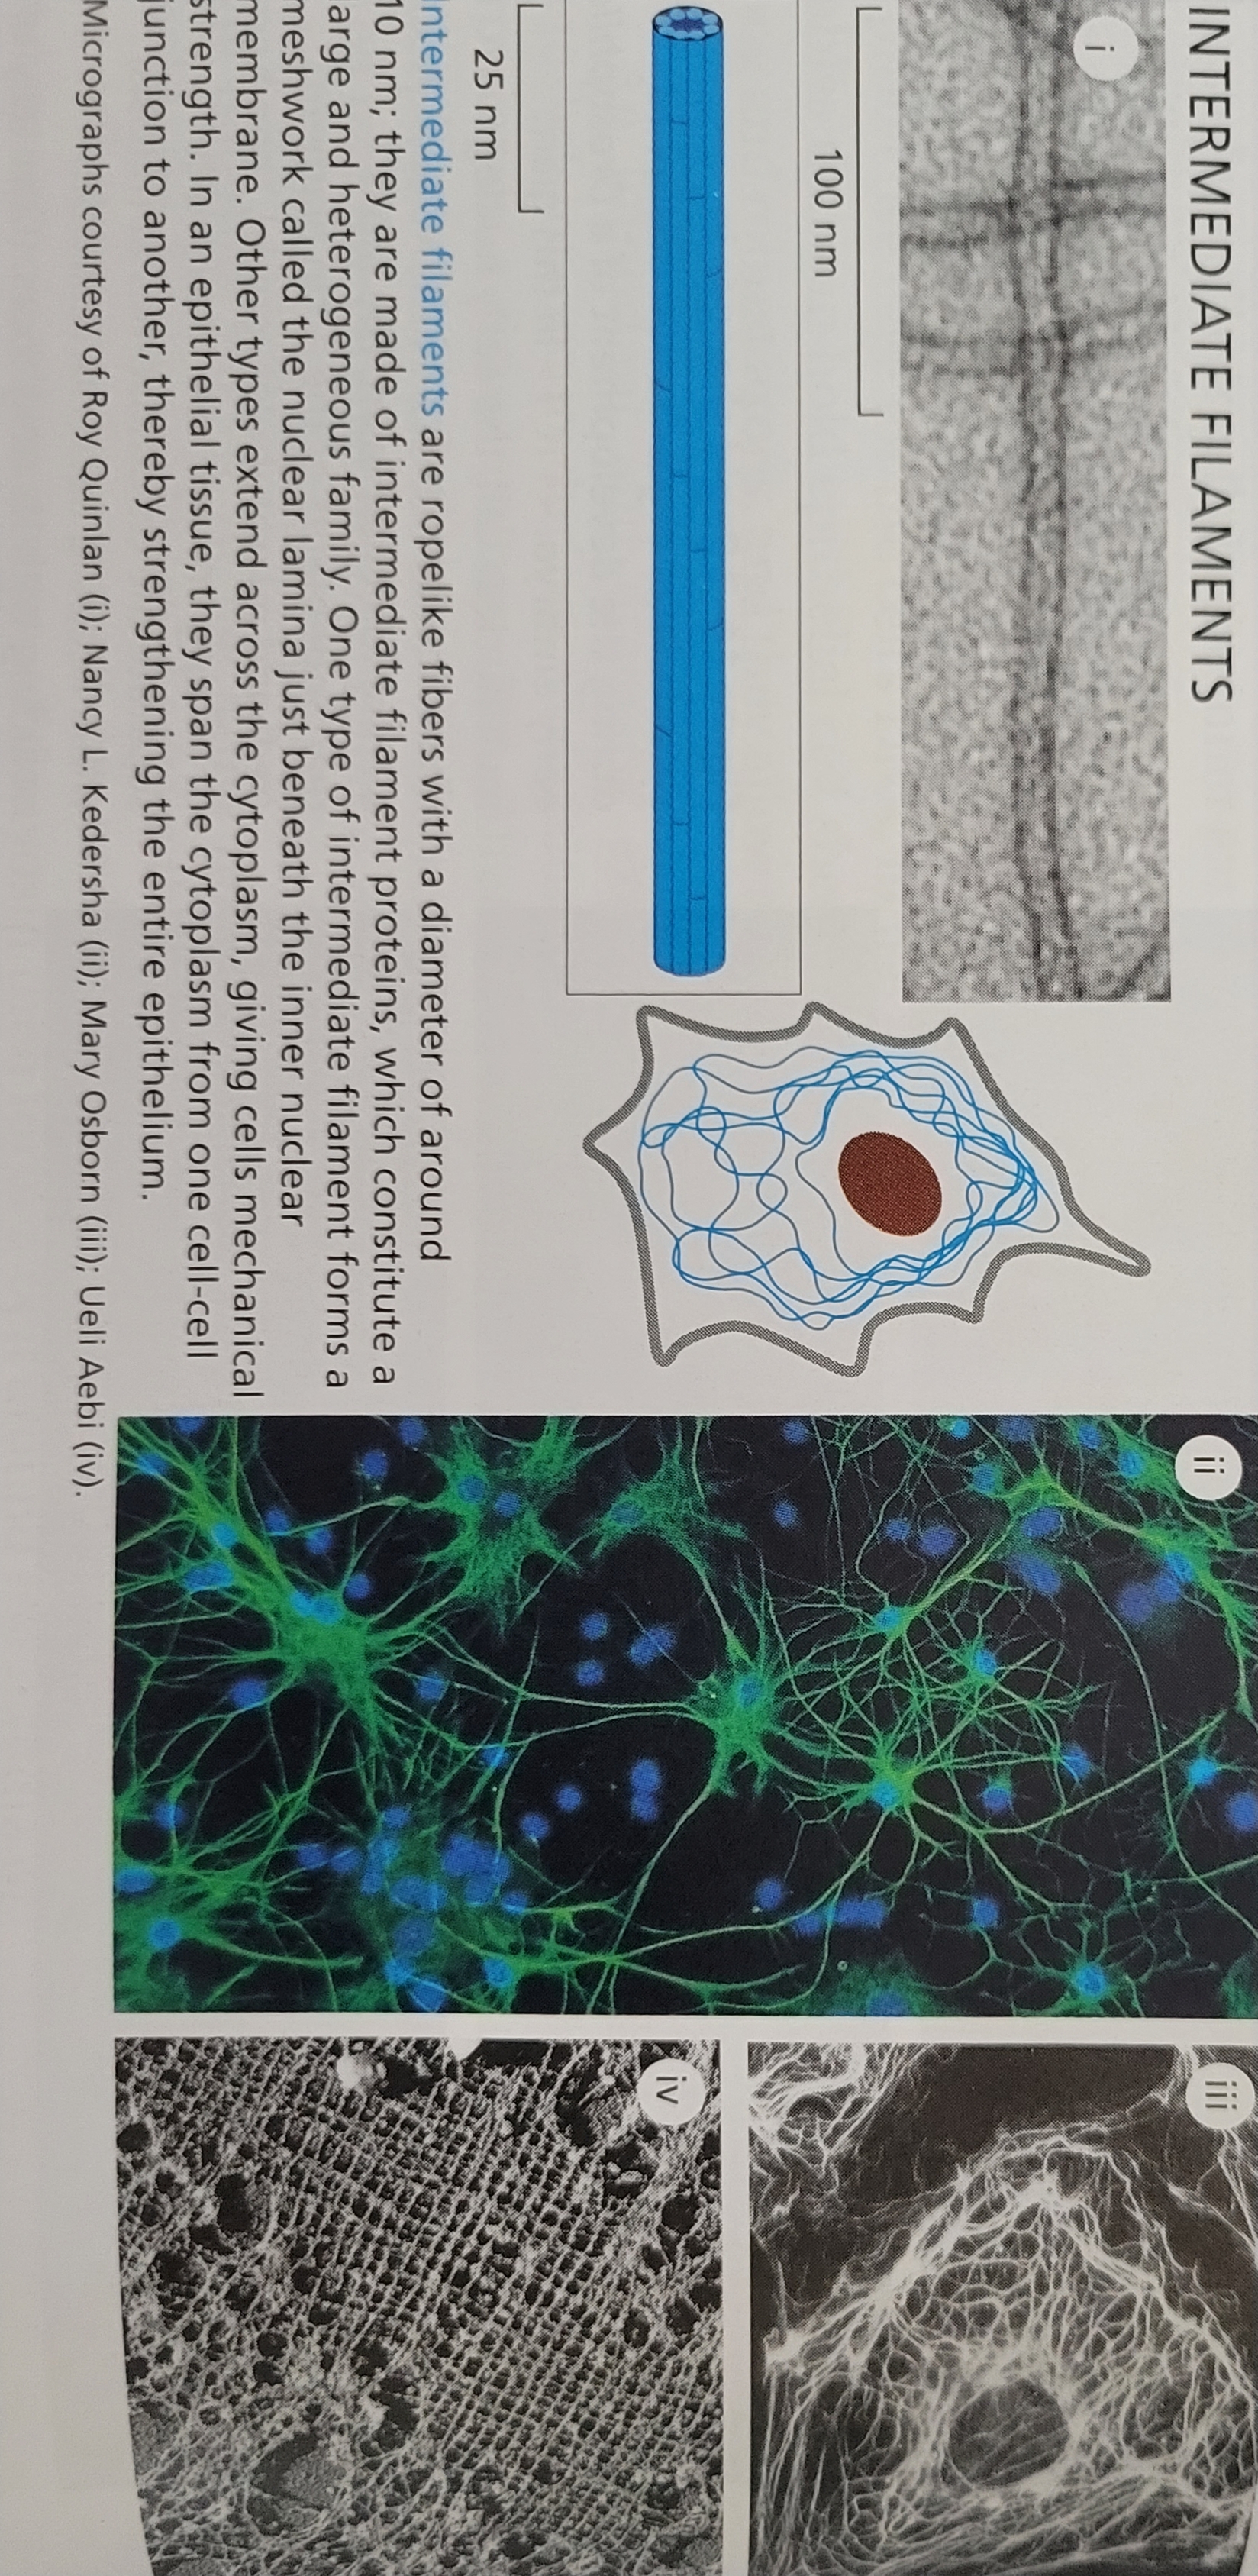 INTERMEDIATE FILAMENTS
i
100 nm
25 nm
ii
iii
iv
ntermediate filaments are ropelike fibers with a diameter of around
10 nm; they are made of intermediate filament proteins, which constitute a
arge and heterogeneous family. One type of intermediate filament forms a
meshwork called the nuclear lamina just beneath the inner nuclear
membrane. Other types extend across the cytoplasm, giving cells mechanical
strength. In an epithelial tissue, they span the cytoplasm from one cell-cell
junction to another, thereby strengthening the entire epithelium.
Micrographs courtesy of Roy Quinlan (i); Nancy L. Kedersha (ii); Mary Osborn (iii); Ueli Aebi (iv).